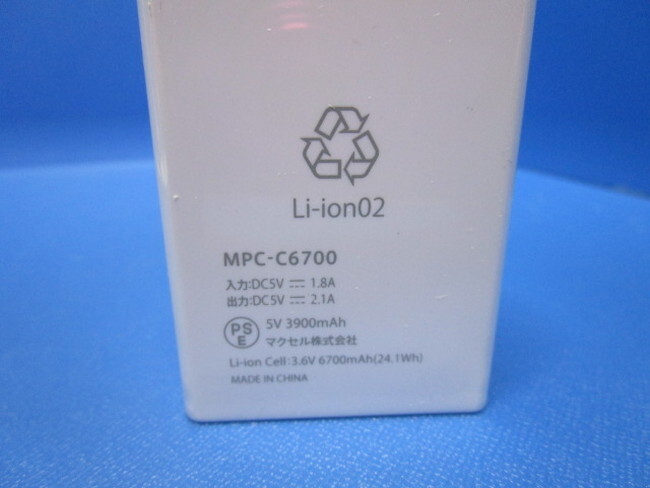 Li-ion02
MPC-C6700
入力:DC5V ⎓ 1.8A
出力:DC5V ⎓ 2.1A
PS
E
5V 3900mAh
マクセル株式会社
Li-ion Cell:3.6V 6700mAh(24.1Wh)
MADE IN CHINA